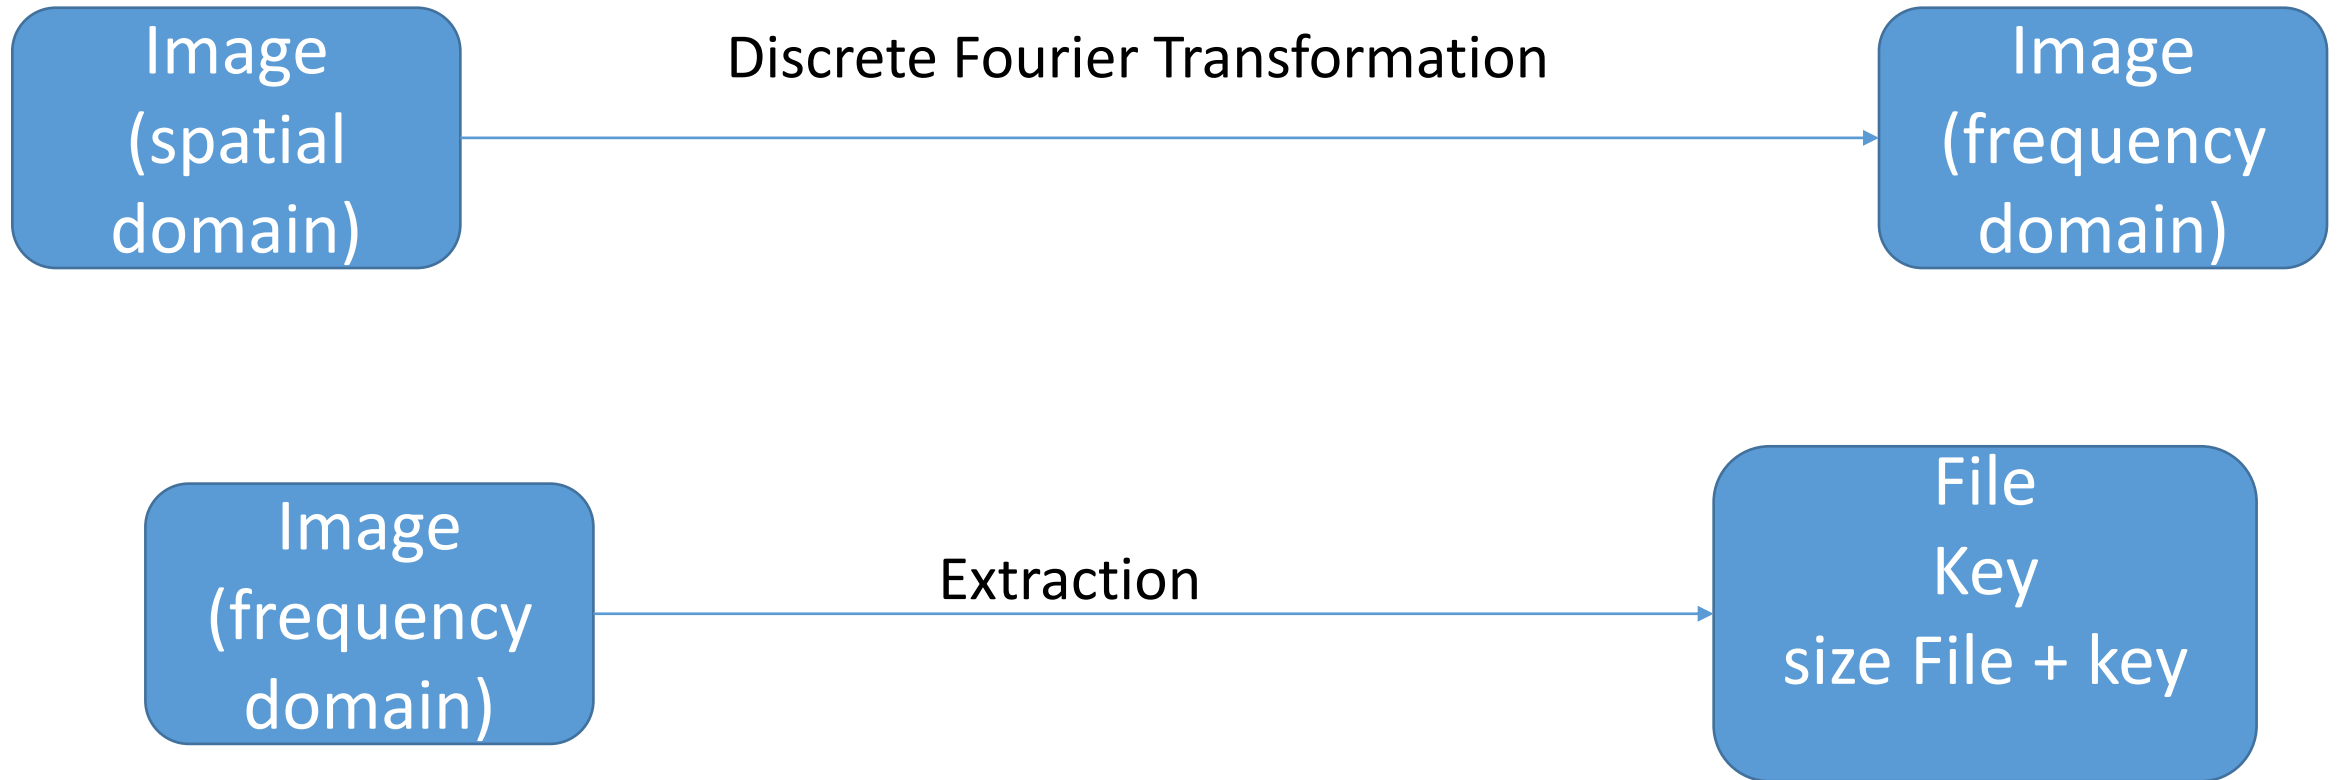 Image
(spatial
domain)
Discrete Fourier Transformation
Image
(frequency
domain)
Image
(frequency
domain)
Extraction
File
Key
size File + key